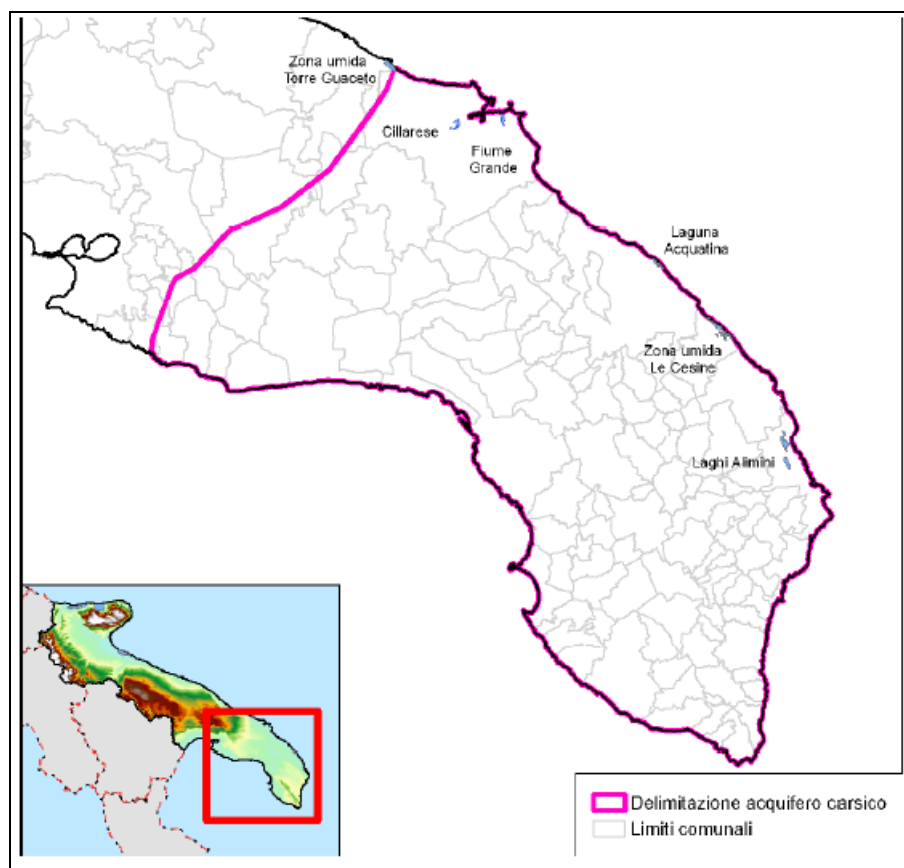 Zona umida
Torre Guaceto
Cillarese
Fiume
Grande
Laguna
Acquatina
Zona umida
Le Cesine
Laghi Alimini
Delimitazione acquifero carsico
Limiti comunali